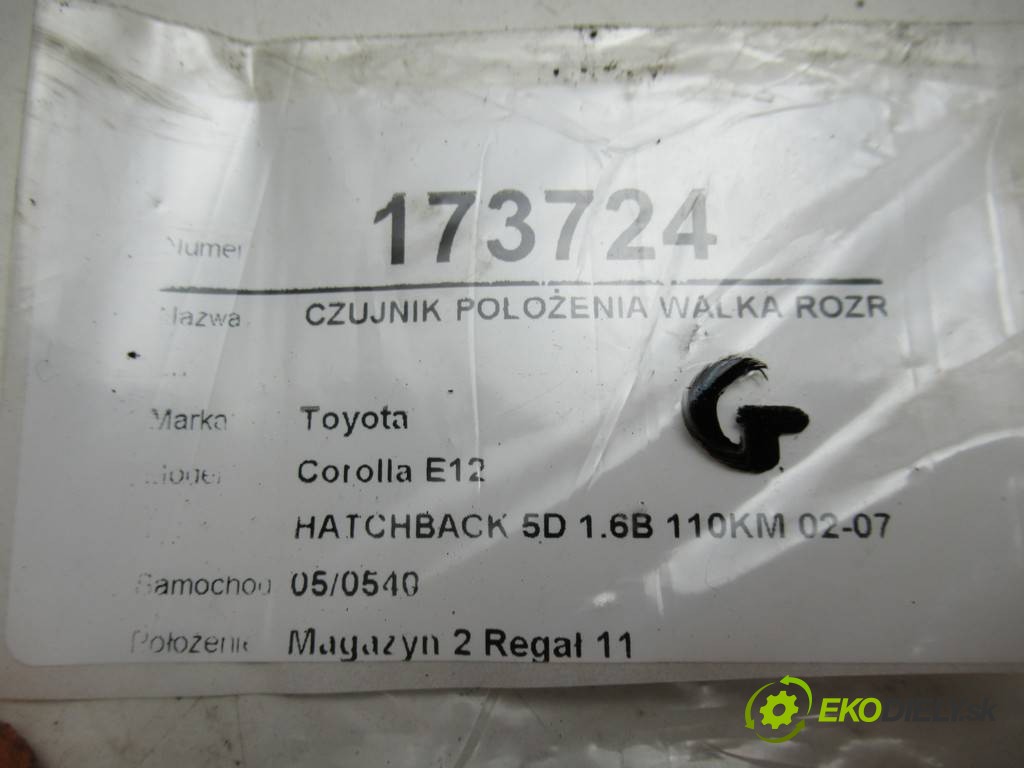 Numer 173724
Nazwa CZUJNIK POLOŻENIA WALKA ROZR
G
Marka Toyota
Model Corolla E12
HATCHBACK 5D 1.6B 110KM 02-07
Samochod 05/0540
Położenie Magazyn 2 Regał 11
EKODIELY.sk